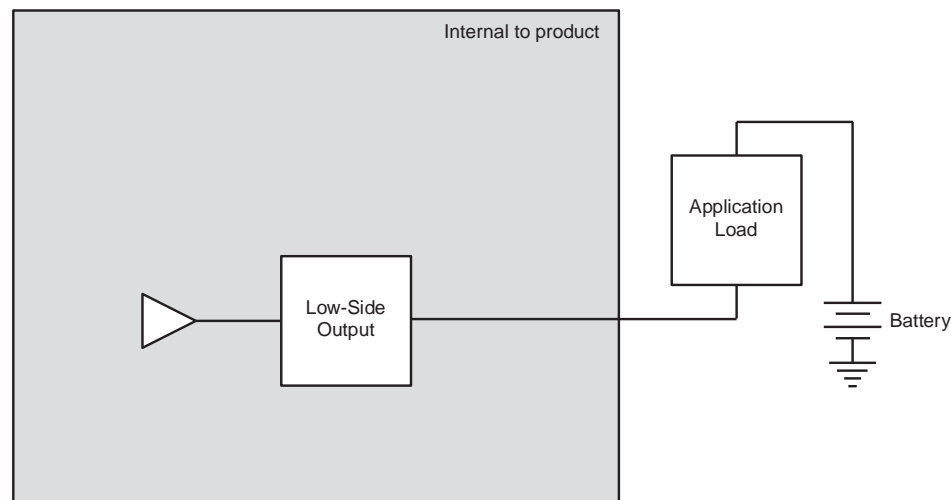 Internal to product
Application
Load
Low-Side
Output
Battery